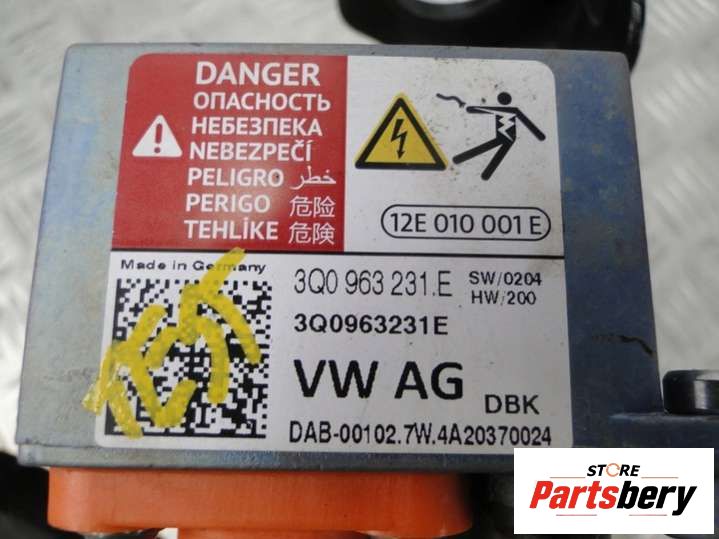 DANGER
ОПАСНОСТЬ
НЕБЕЗПЕКА
NEBEZPEČÍ
PELIGRO خطر
PERIGO 危险
TEHLİKE 危険
12E 010 001 E
Made in Germany
3Q0 963 231.E SW/0204
HW/200
3Q0963231E
VW AG DBK
DAB-00102.7W.4A20370024
TEST
STORE
Partsbery